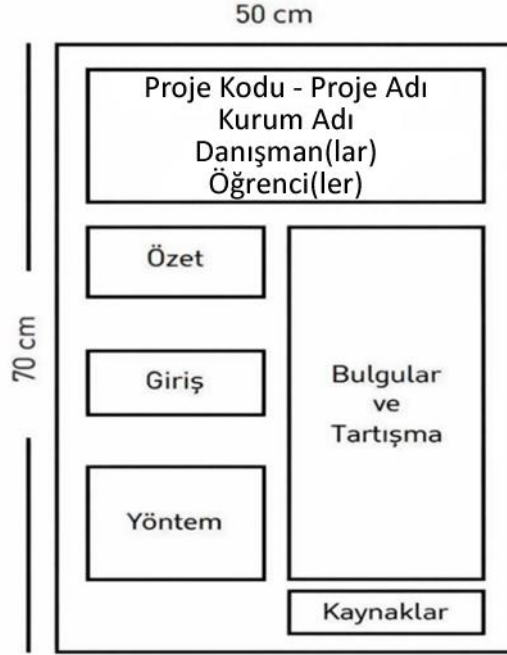 50 cm
70 cm
Proje Kodu - Proje Adı
Kurum Adı
Danışman(lar)
Öğrenci(ler)
Özet
Giriş
Yöntem
Bulgular
ve
Tartışma
Kaynaklar